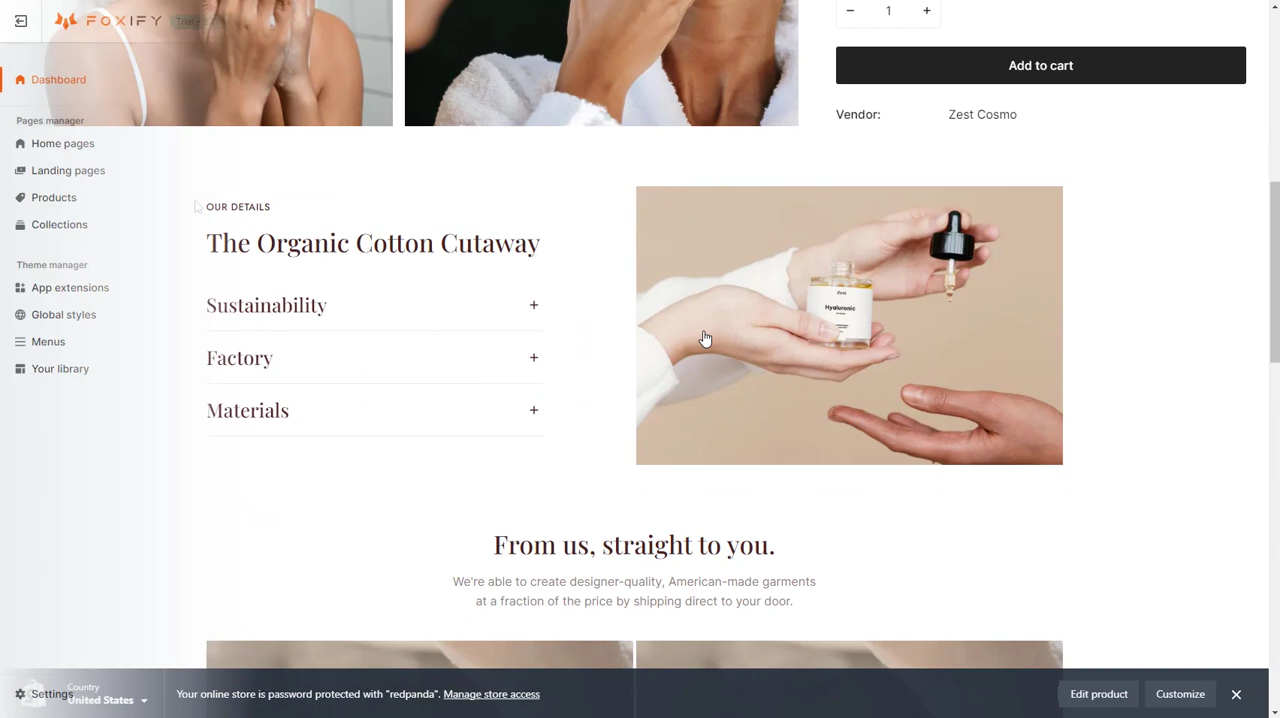 FOXIFY
Trial
1
Add to cart
Vendor: Zest Cosmo
Dashboard
Pages manager
Home pages
Landing pages
Products
Collections
Theme manager
App extensions
Global styles
Menus
Your library
OUR DETAILS
The Organic Cotton Cutaway
Sustainability +
Factory +
Materials +
Hyaluronic
From us, straight to you.
We're able to create designer-quality, American-made garments
at a fraction of the price by shipping direct to your door.
Settings
Country
United States
Your online store is password protected with "redpanda". Manage store access
Edit product
Customize